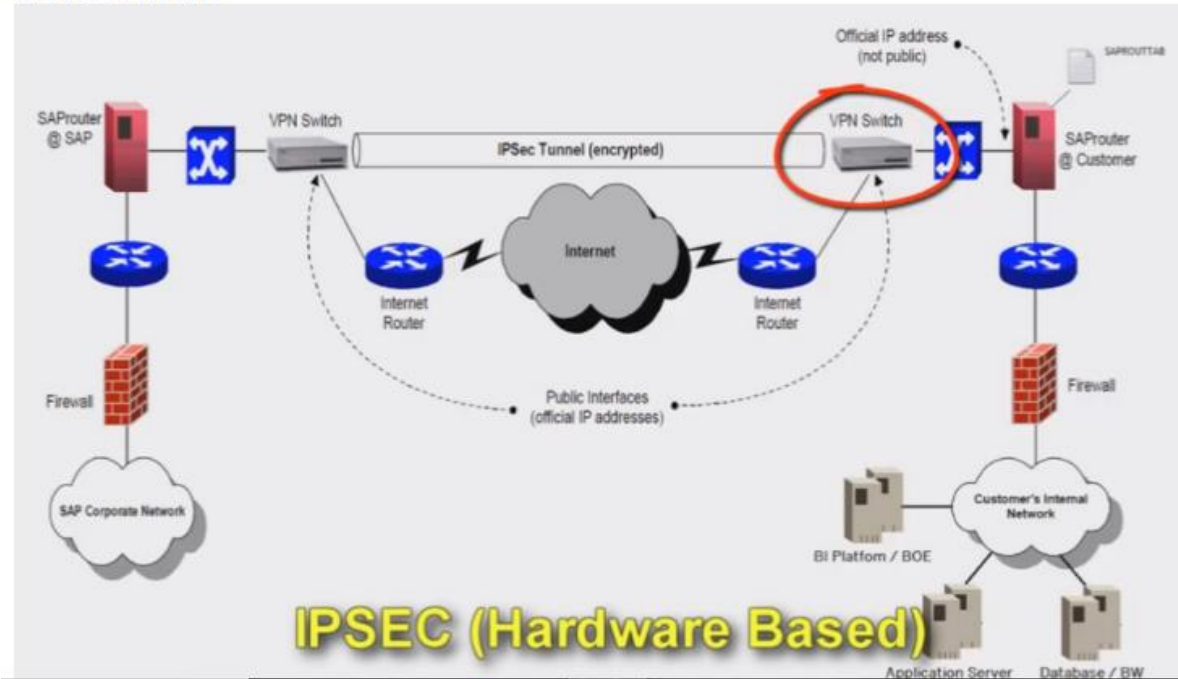 Official IP address
(not public)
SAPROUTTAB
SAProuter
@ SAP
VPN Switch
IPSec Tunnel (encrypted)
VPN Switch
SAProuter
@ Customer
Internet
Internet
Router
Internet
Router
Firewall
Public Interfaces
(official IP addresses)
Firewall
SAP Corporate Network
Customer's Internal
Network
BI Platfom / BOE
IPSEC (Hardware Based)
Application Server
Database / BW